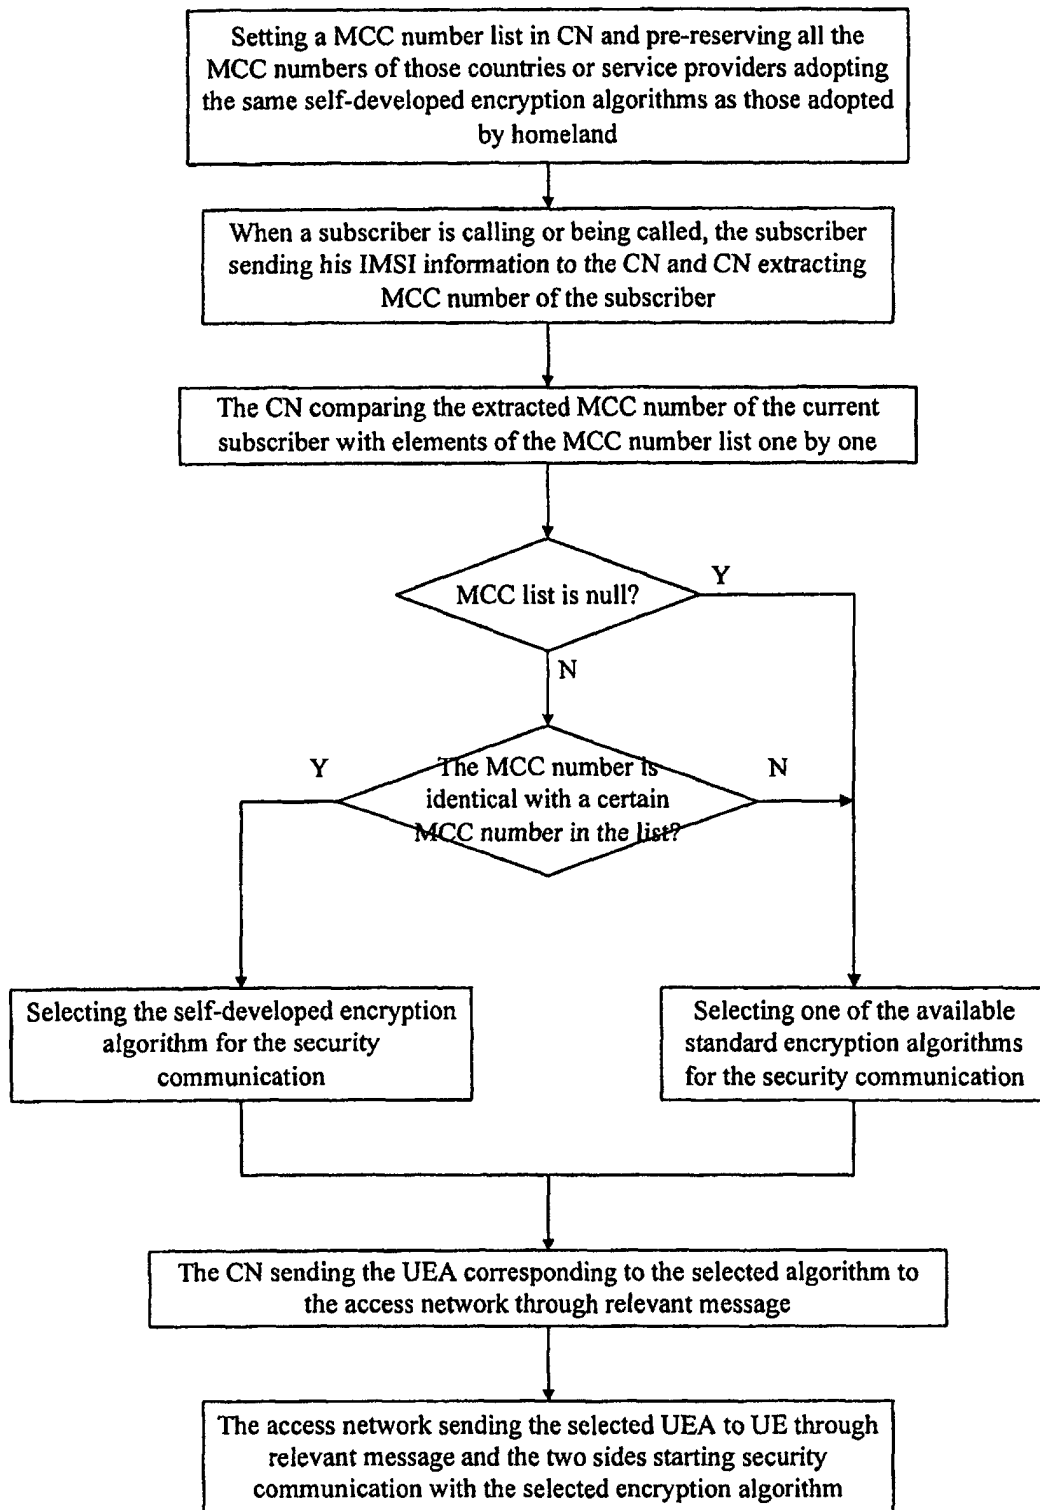 Setting a MCC number list in CN and pre-reserving all the
MCC numbers of those countries or service providers adopting
the same self-developed encryption algorithms as those adopted
by homeland
When a subscriber is calling or being called, the subscriber
sending his IMSI information to the CN and CN extracting
MCC number of the subscriber
The CN comparing the extracted MCC number of the current
subscriber with elements of the MCC number list one by one
MCC list is null?
Y
N
Y
The MCC number is
identical with a certain
MCC number in the list?
N
Selecting the self-developed encryption
algorithm for the security
communication
Selecting one of the available
standard encryption algorithms
for the security communication
The CN sending the UEA corresponding to the selected algorithm to
the access network through relevant message
The access network sending the selected UEA to UE through
relevant message and the two sides starting security
communication with the selected encryption algorithm